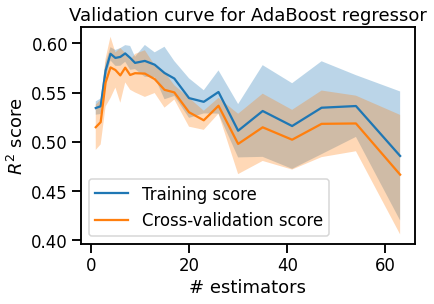 Validation curve for AdaBoost regressor
0.60
0.55
0.50
0.45
0.40
R² score
Training score
Cross-validation score
0
20
40
60
# estimators